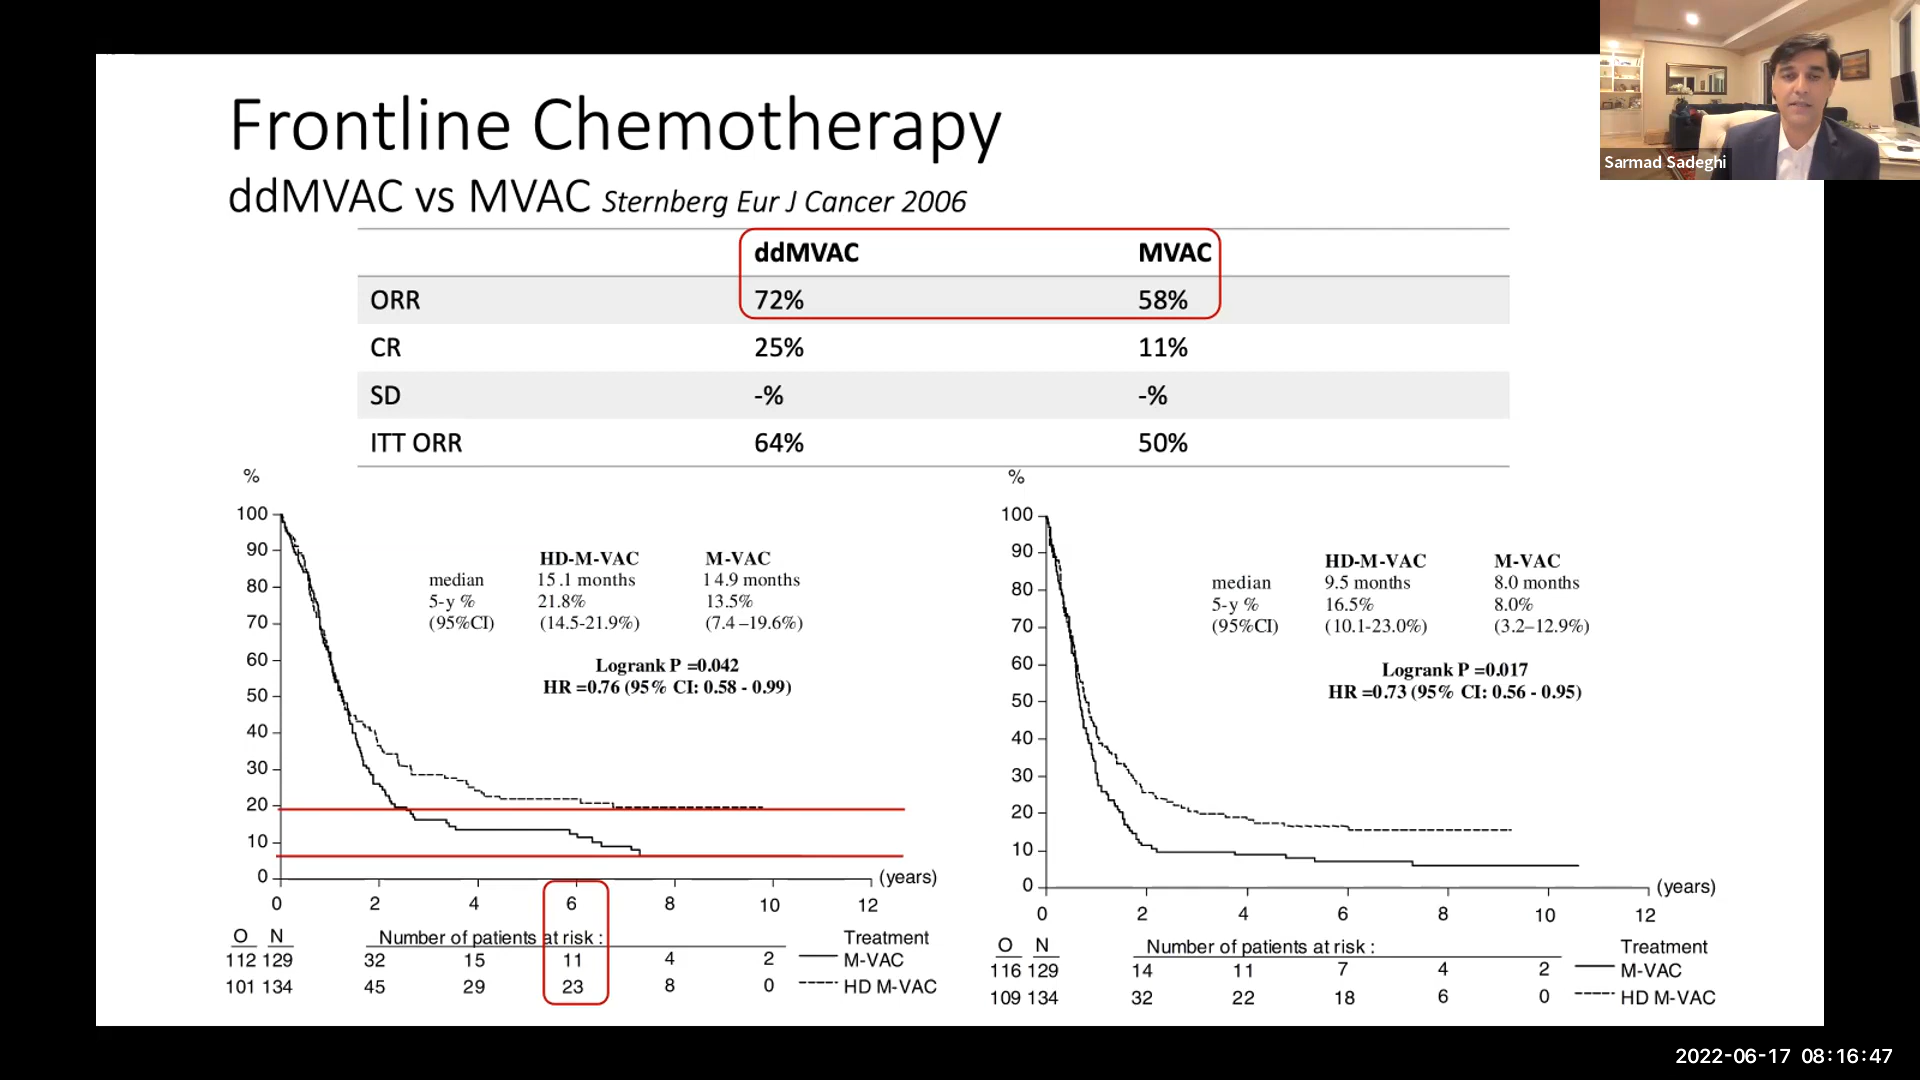 Frontline Chemotherapy
ddMVAC vs MVAC Sternberg Eur J Cancer 2006
Sarmad Sadeghi
ddMVAC MVAC
ORR 72% 58%
CR 25% 11%
SD -% -%
ITT ORR 64% 50%
%
100
90
80
70
60
50
40
30
20
10
0
HD-M-VAC M-VAC
median 15.1 months 14.9 months
5-y % 21.8% 13.5%
(95%CI) (14.5-21.9%) (7.4–19.6%)
Logrank P =0.042
HR =0.76 (95% CI: 0.58 - 0.99)
(years)
0 2 4 6 8 10 12
O N Number of patients at risk : Treatment
112 129 32 15 11 4 2 M-VAC
101 134 45 29 23 8 0 HD M-VAC
%
100
90
80
70
60
50
40
30
20
10
0
HD-M-VAC M-VAC
median 9.5 months 8.0 months
5-y % 16.5% 8.0%
(95%CI) (10.1-23.0%) (3.2–12.9%)
Logrank P =0.017
HR =0.73 (95% CI: 0.56 - 0.95)
(years)
0 2 4 6 8 10 12
O N Number of patients at risk : Treatment
116 129 14 11 7 4 2 M-VAC
109 134 32 22 18 6 0 HD M-VAC
2022-06-17 08:16:47